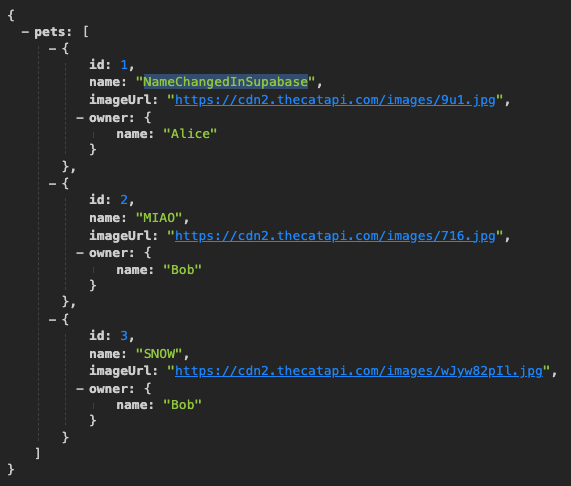 {
− pets: [
− {
id: 1,
name: "NameChangedInSupabase",
imageUrl: "https://cdn2.thecatapi.com/images/9u1.jpg",
− owner: {
name: "Alice"
}
},
− {
id: 2,
name: "MIAO",
imageUrl: "https://cdn2.thecatapi.com/images/716.jpg",
− owner: {
name: "Bob"
}
},
− {
id: 3,
name: "SNOW",
imageUrl: "https://cdn2.thecatapi.com/images/wJyw82pIl.jpg",
− owner: {
name: "Bob"
}
}
]
}